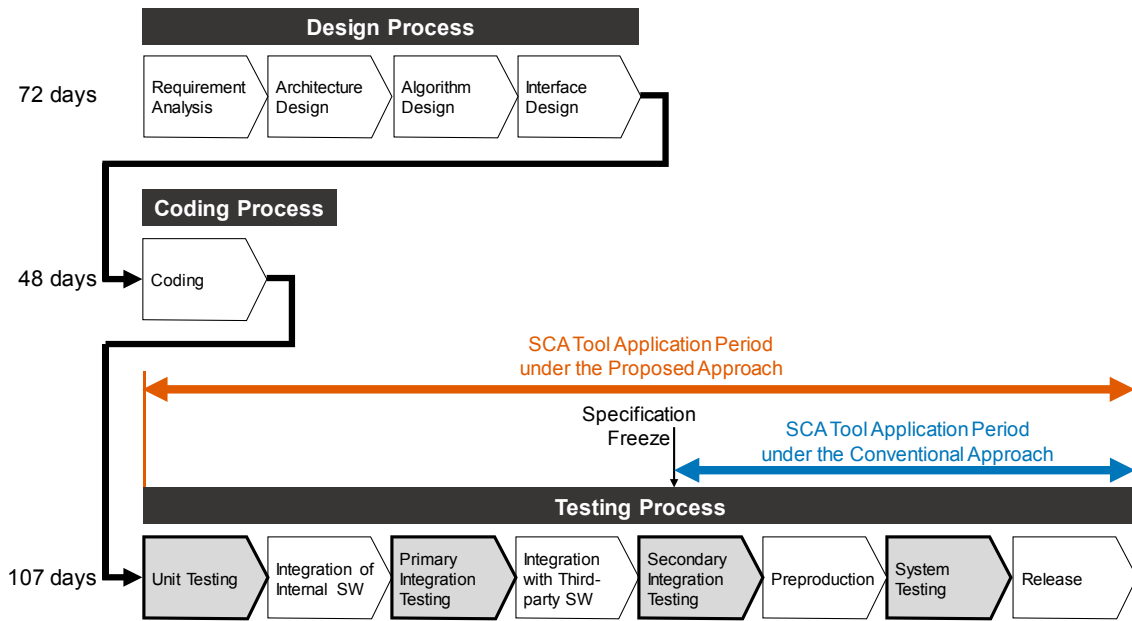 Design Process
72 days
Requirement
Analysis
Architecture
Design
Algorithm
Design
Interface
Design
Coding Process
48 days
Coding
SCA Tool Application Period
under the Proposed Approach
Specification
Freeze
SCA Tool Application Period
under the Conventional Approach
Testing Process
107 days
Unit Testing
Integration of
Internal SW
Primary
Integration
Testing
Integration
with Third-
party SW
Secondary
Integration
Testing
Preproduction
System
Testing
Release